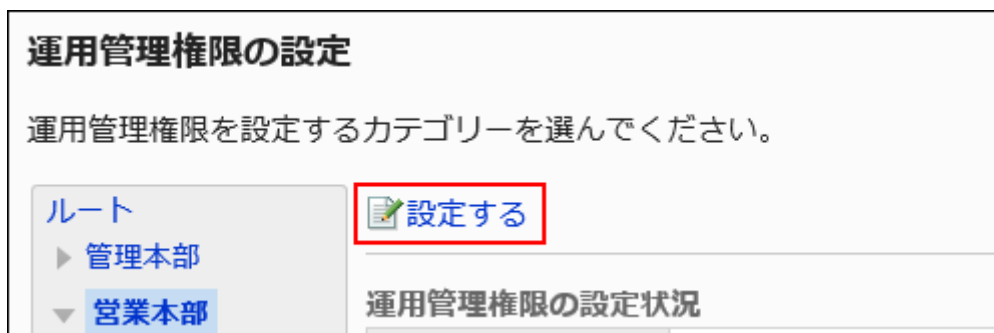 運用管理権限の設定
運用管理権限を設定するカテゴリーを選んでください。
ルート
設定する
管理本部
営業本部
運用管理権限の設定状況